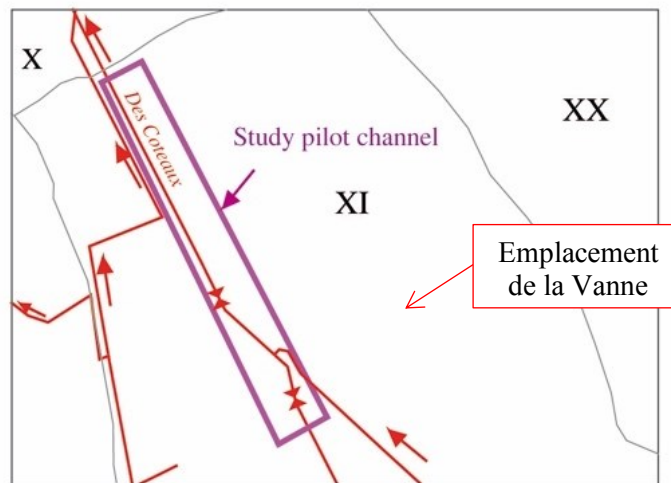 X
XX
Des Coteaux
Study pilot channel
XI
Emplacement
de la Vanne